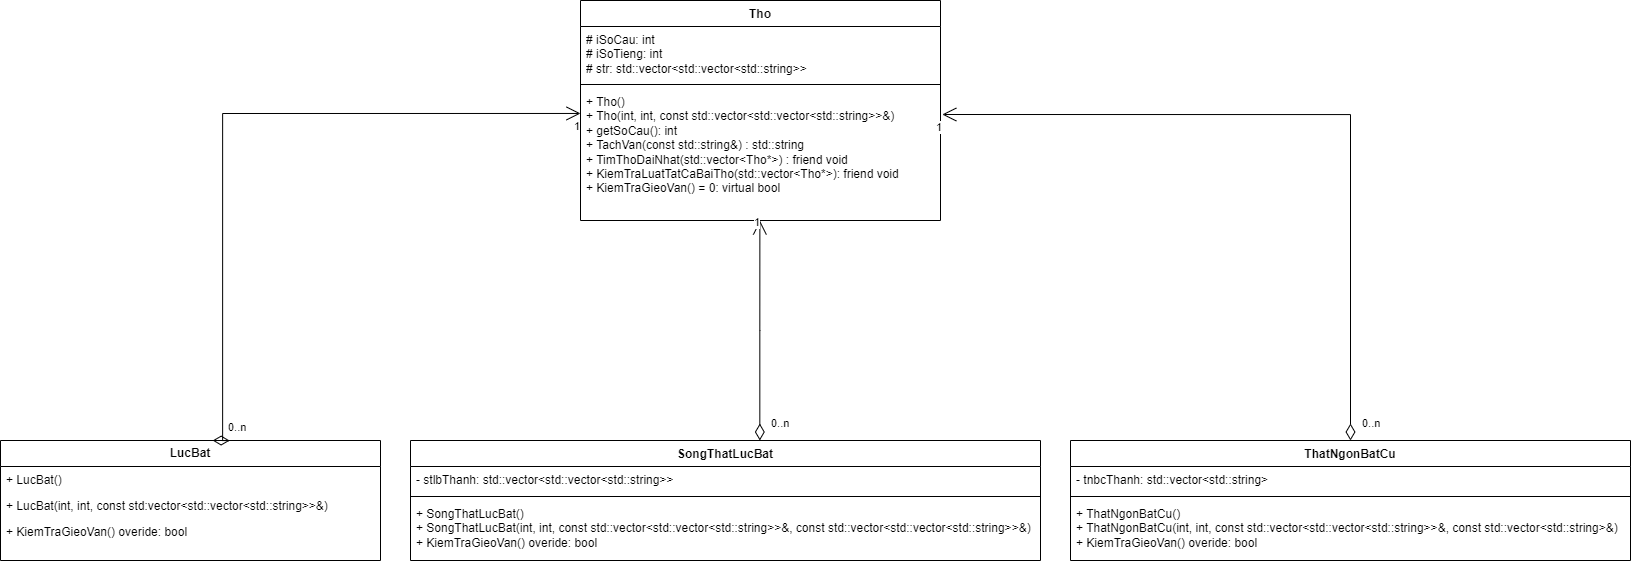 Tho
# iSoCau: int
# iSoTieng: int
# str: std::vector<std::vector<std::string>>
+ Tho()
+ Tho(int, int, const std::vector<std::vector<std::string>>&)
+ getSoCau(): int
+ TachVan(const std::string&) : std::string
+ TimThoDaiNhat(std::vector<Tho*>) : friend void
+ KiemTraLuatTatCaBaiTho(std::vector<Tho*>): friend void
+ KiemTraGieoVan() = 0: virtual bool
1
1
1
0..n
0..n
0..n
LucBat
+ LucBat()
+ LucBat(int, int, const std:vector<std::vector<std::string>>&)
+ KiemTraGieoVan() overide: bool
SongThatLucBat
- stlbThanh: std::vector<std::vector<std::string>>
+ SongThatLucBat()
+ SongThatLucBat(int, int, const std::vector<std::vector<std::string>>&, const std::vector<std::vector<std::string>>&)
+ KiemTraGieoVan() overide: bool
ThatNgonBatCu
- tnbcThanh: std::vector<std::string>
+ ThatNgonBatCu()
+ ThatNgonBatCu(int, int, const std::vector<std::vector<std::string>>&, const std::vector<std::string>&)
+ KiemTraGieoVan() overide: bool